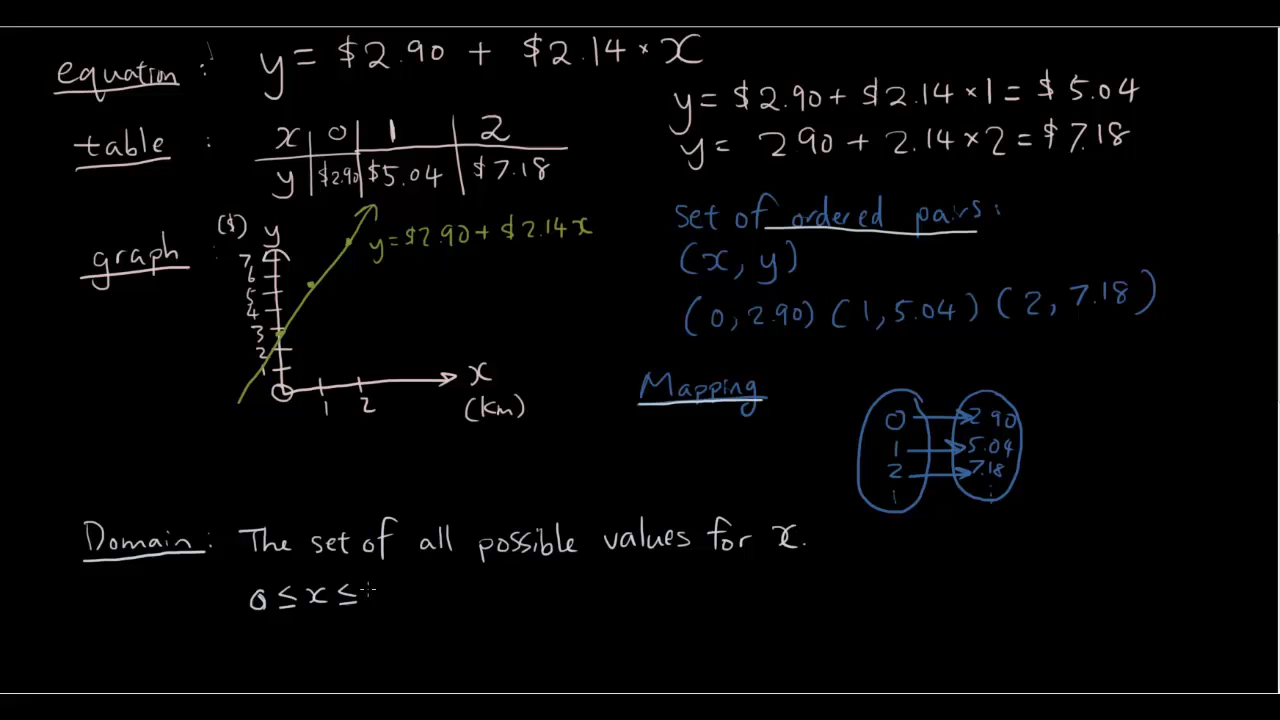 equation : y = $2.90 + $2.14 × x
y = $2.90 + $2.14 × 1 = $5.04
y = 2.90 + 2.14 × 2 = $7.18
table :
x 0 1 2
y $2.90 $5.04 $7.18
graph :
($) y
7
6
5
4
3
2
1
y = $2.90 + $2.14x
1 2
x
(km)
Set of ordered pairs:
(x, y)
(0, 2.90) (1, 5.04) (2, 7.18)
Mapping
0 2.90
1 5.04
2 7.18
Domain: The set of all possible values for x.
0 ≤ x ≤